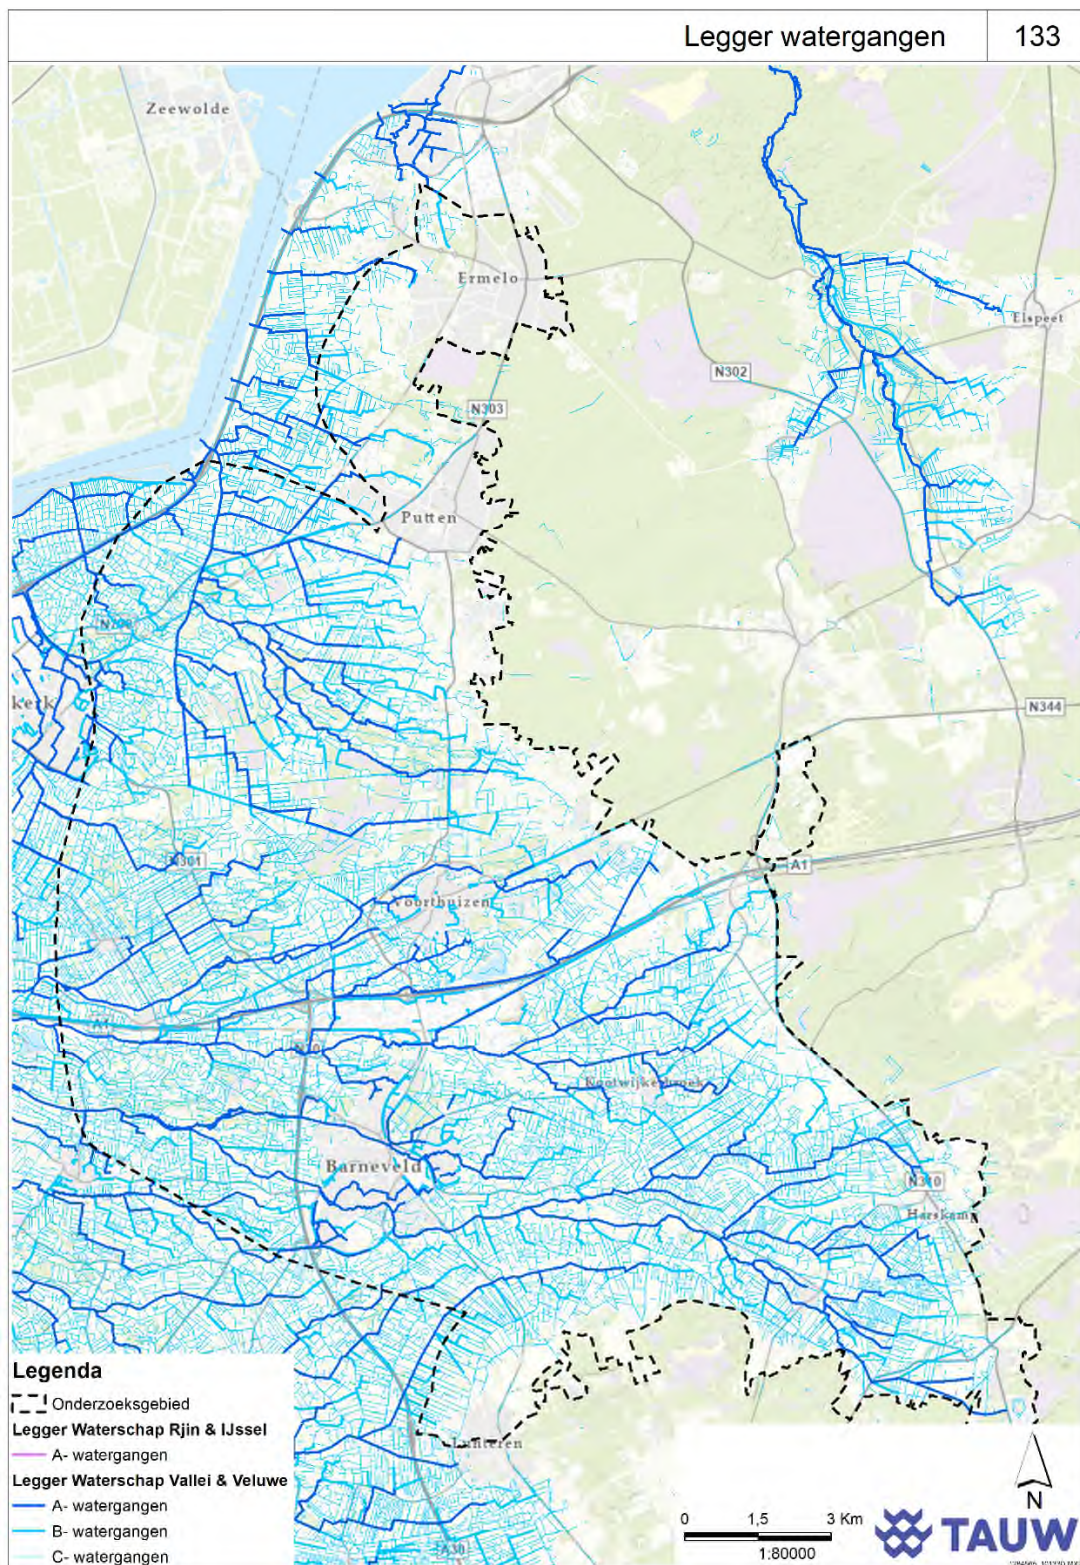 Legger watergangen 133
Zeewolde
Ermelo
Elspeet
N302
N303
Putten
kerk
N344
N301
A1
Voorthuizen
A1
Kootwijkerbroek
Barneveld
N310
Harskamp
Lunteren
A30
Legenda
Onderzoeksgebied
Legger Waterschap Rjin & IJssel
A- watergangen
Legger Waterschap Vallei & Veluwe
A- watergangen
B- watergangen
C- watergangen
0 1,5 3 Km
1:80000
N
TAUW